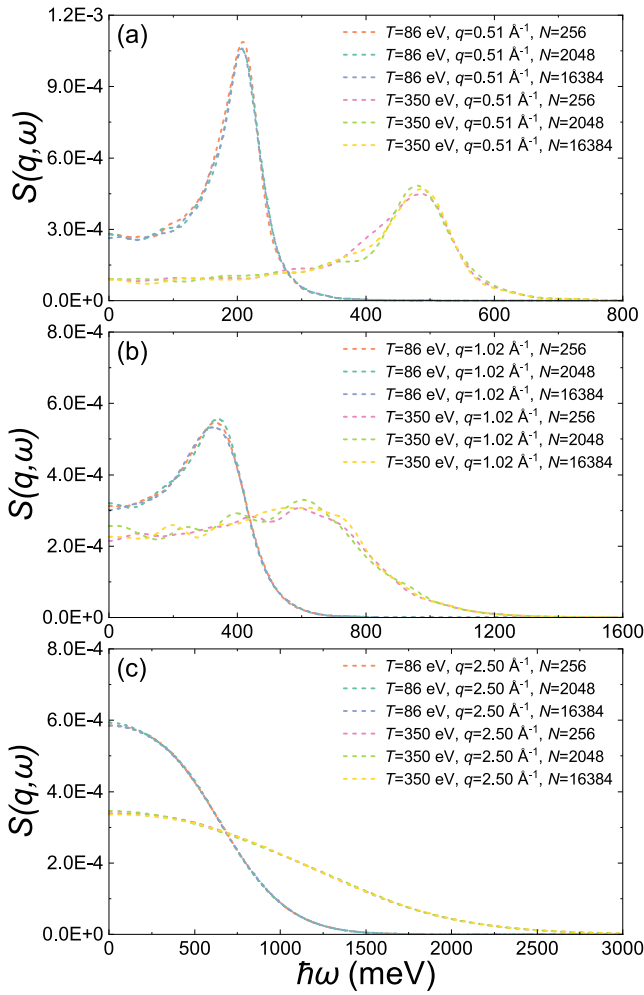 1.2E-3
(a)
T=86 eV, q=0.51 Å-1, N=256
T=86 eV, q=0.51 Å-1, N=2048
9.0E-4
T=86 eV, q=0.51 Å-1, N=16384
T=350 eV, q=0.51 Å-1, N=256
T=350 eV, q=0.51 Å-1, N=2048
6.0E-4
T=350 eV, q=0.51 Å-1, N=16384
S(q,ω)
3.0E-4
0.0E+0
0 200 400 600 800
8.0E-4
(b)
T=86 eV, q=1.02 Å-1, N=256
T=86 eV, q=1.02 Å-1, N=2048
T=86 eV, q=1.02 Å-1, N=16384
6.0E-4
T=350 eV, q=1.02 Å-1, N=256
T=350 eV, q=1.02 Å-1, N=2048
T=350 eV, q=1.02 Å-1, N=16384
S(q,ω)
4.0E-4
2.0E-4
0.0E+0
0 400 800 1200 1600
8.0E-4
(c)
T=86 eV, q=2.50 Å-1, N=256
T=86 eV, q=2.50 Å-1, N=2048
T=86 eV, q=2.50 Å-1, N=16384
6.0E-4
T=350 eV, q=2.50 Å-1, N=256
T=350 eV, q=2.50 Å-1, N=2048
T=350 eV, q=2.50 Å-1, N=16384
S(q,ω)
4.0E-4
2.0E-4
0.0E+0
0 500 1000 1500 2000 2500 3000
ħω (meV)